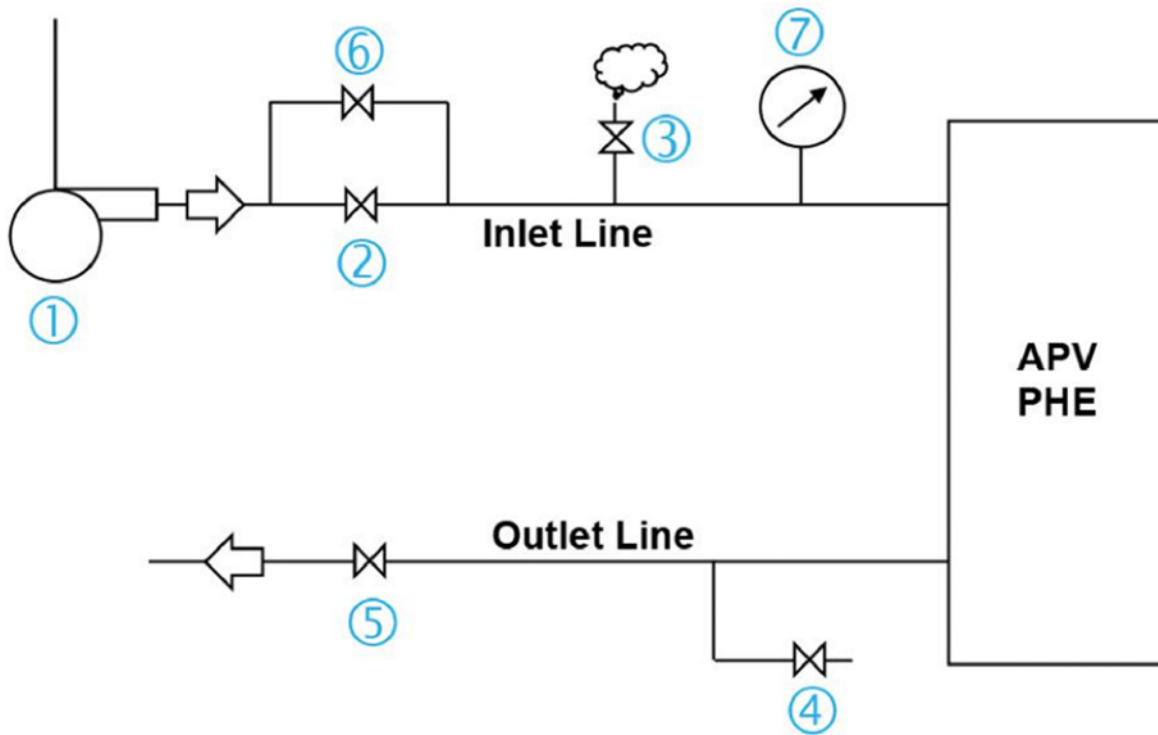 ⑥
⑦
③
Inlet Line
②
①
APV
PHE
Outlet Line
⑤
④